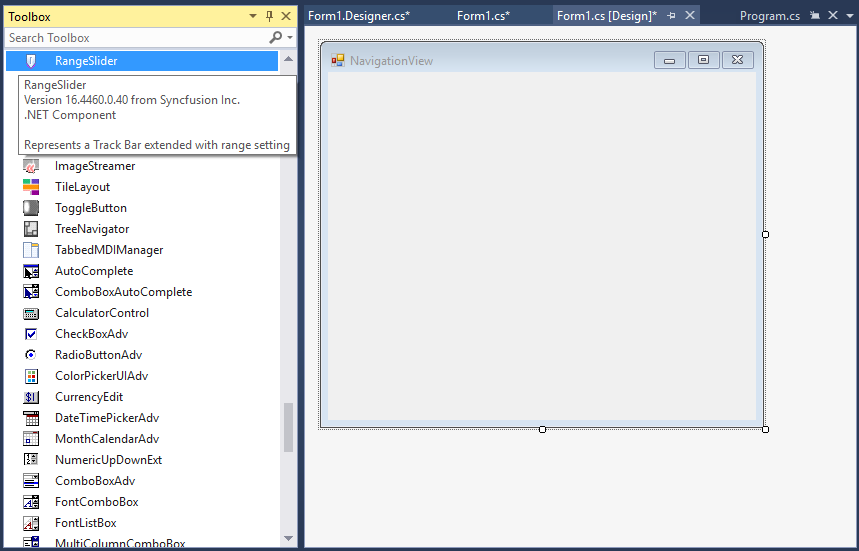 Toolbox
Search Toolbox
RangeSlider
RangeSlider
Version 16.4460.0.40 from Syncfusion Inc.
.NET Component
Represents a Track Bar extended with range setting
ImageStreamer
TileLayout
ToggleButton
TreeNavigator
TabbedMDIManager
AutoComplete
ComboBoxAutoComplete
CalculatorControl
CheckBoxAdv
RadioButtonAdv
ColorPickerUIAdv
CurrencyEdit
DateTimePickerAdv
MonthCalendarAdv
NumericUpDownExt
ComboBoxAdv
FontComboBox
FontListBox
MultiColumnComboBox
Form1.Designer.cs* Form1.cs* Form1.cs [Design]* Program.cs
NavigationView